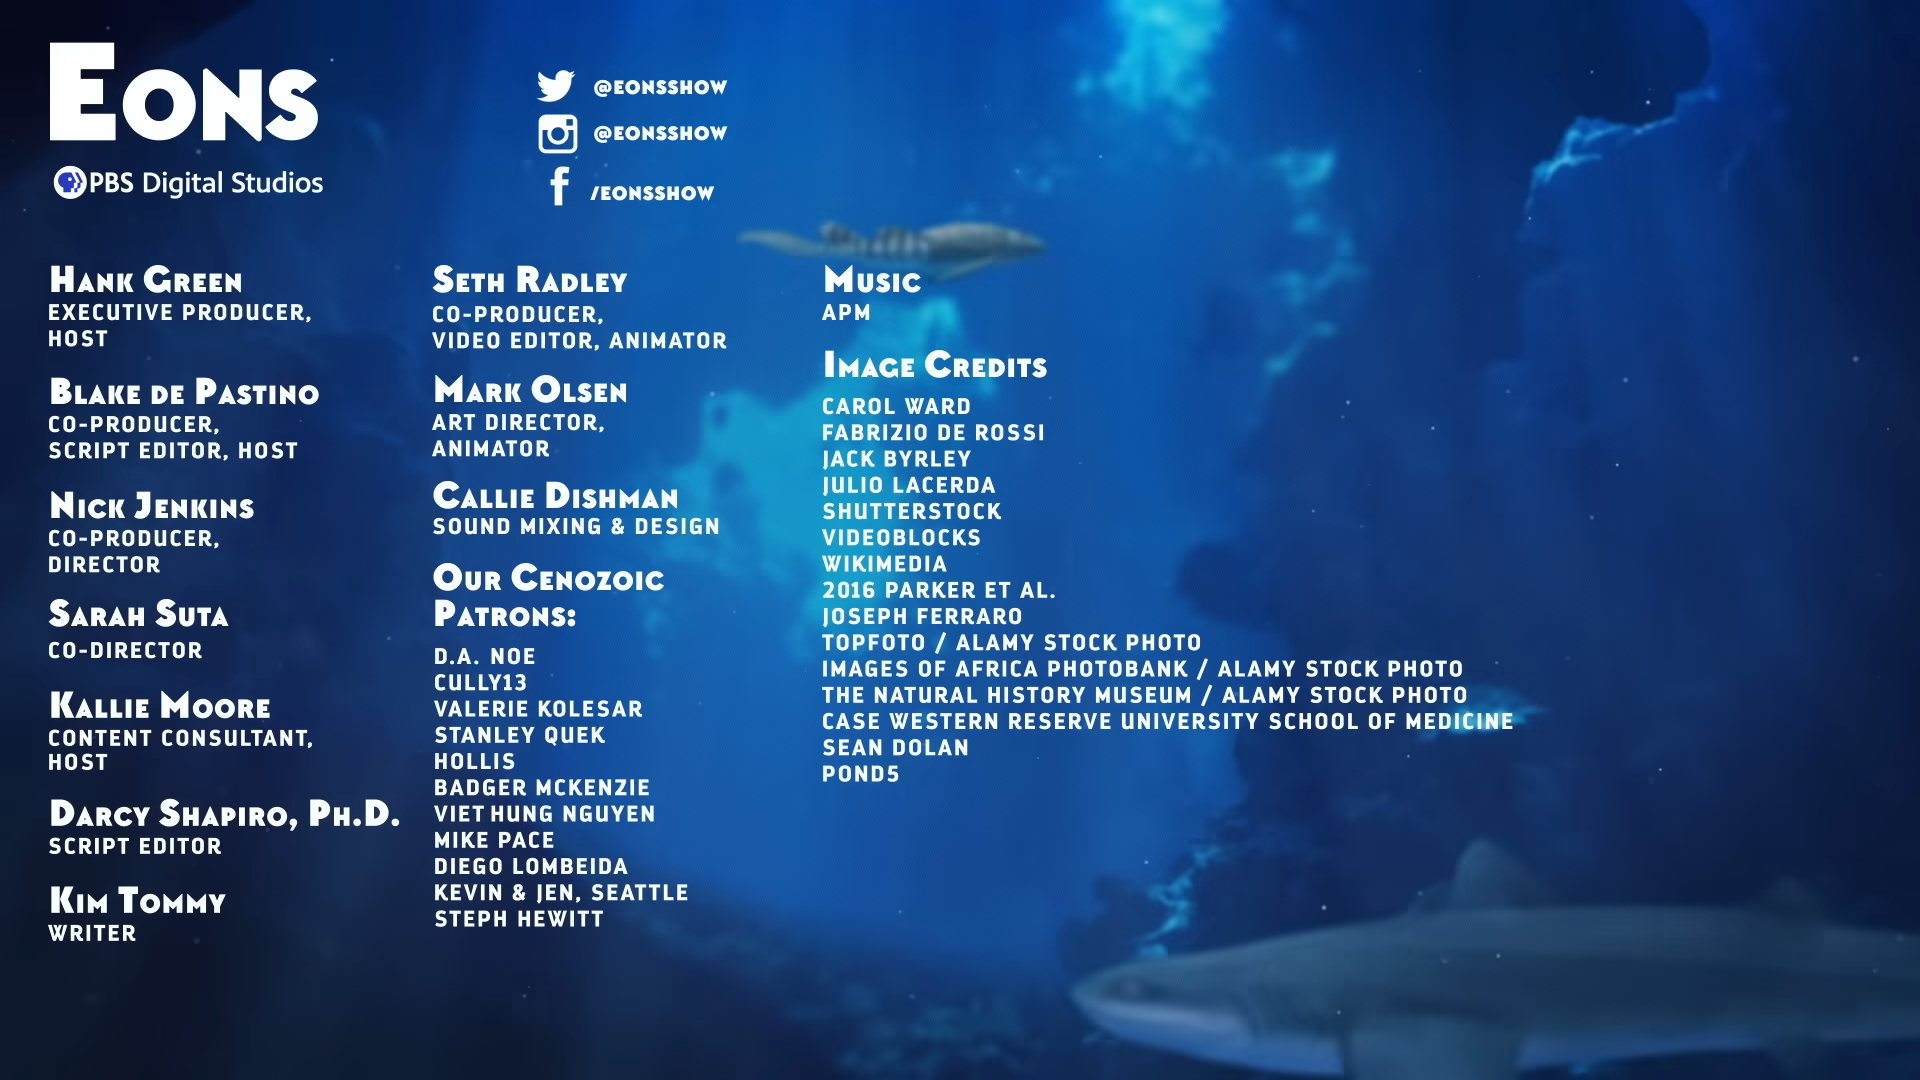 EONS
PBS Digital Studios
@EONSSHOW
@EONSSHOW
/EONSSHOW
HANK GREEN
EXECUTIVE PRODUCER,
HOST
BLAKE DE PASTINO
CO-PRODUCER,
SCRIPT EDITOR, HOST
NICK JENKINS
CO-PRODUCER,
DIRECTOR
SARAH SUTA
CO-DIRECTOR
KALLIE MOORE
CONTENT CONSULTANT,
HOST
DARCY SHAPIRO, PH.D.
SCRIPT EDITOR
KIM TOMMY
WRITER
SETH RADLEY
CO-PRODUCER,
VIDEO EDITOR, ANIMATOR
MARK OLSEN
ART DIRECTOR,
ANIMATOR
CALLIE DISHMAN
SOUND MIXING & DESIGN
OUR CENOZOIC
PATRONS:
D.A. NOE
CULLY13
VALERIE KOLESAR
STANLEY QUEK
HOLLIS
BADGER MCKENZIE
VIET HUNG NGUYEN
MIKE PACE
DIEGO LOMBEIDA
KEVIN & JEN, SEATTLE
STEPH HEWITT
MUSIC
APM
IMAGE CREDITS
CAROL WARD
FABRIZIO DE ROSSI
JACK BYRLEY
JULIO LACERDA
SHUTTERSTOCK
VIDEOBLOCKS
WIKIMEDIA
2016 PARKER ET AL.
JOSEPH FERRARO
TOPFOTO / ALAMY STOCK PHOTO
IMAGES OF AFRICA PHOTOBANK / ALAMY STOCK PHOTO
THE NATURAL HISTORY MUSEUM / ALAMY STOCK PHOTO
CASE WESTERN RESERVE UNIVERSITY SCHOOL OF MEDICINE
SEAN DOLAN
POND5